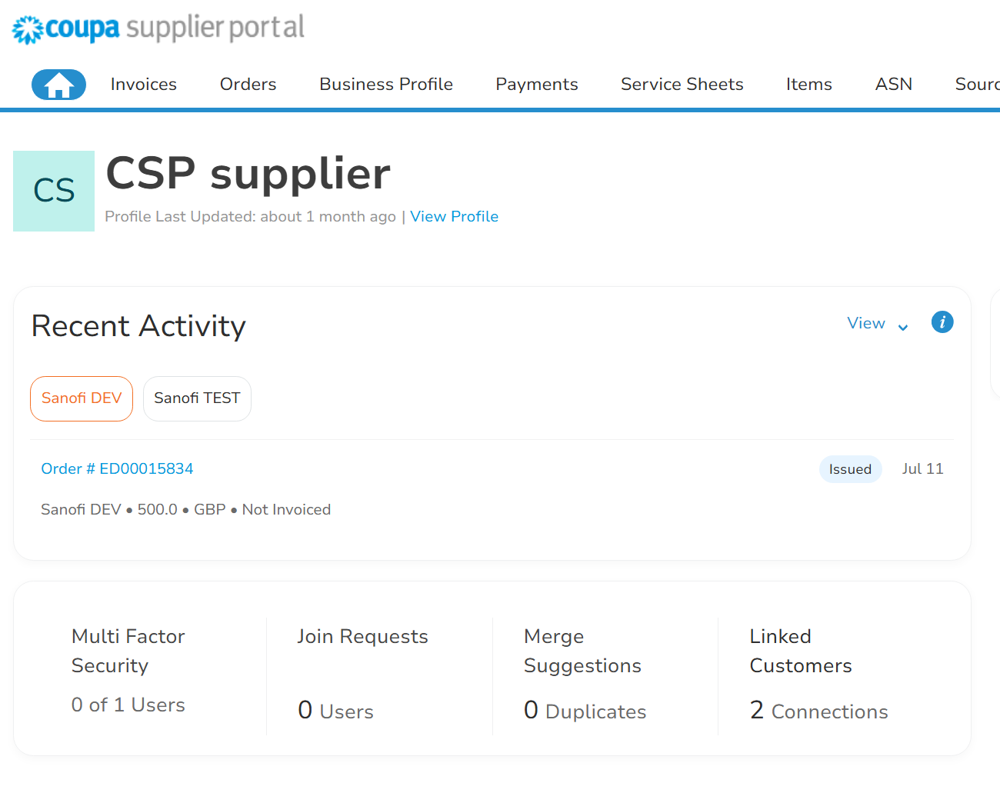 coupa supplier portal
Invoices Orders Business Profile Payments Service Sheets Items ASN Sourc
CS
CSP supplier
Profile Last Updated: about 1 month ago | View Profile
Recent Activity
View
i
Sanofi DEV Sanofi TEST
Order # ED00015834 Issued Jul 11
Sanofi DEV • 500.0 • GBP • Not Invoiced
Multi Factor
Security
0 of 1 Users
Join Requests
0 Users
Merge
Suggestions
0 Duplicates
Linked
Customers
2 Connections